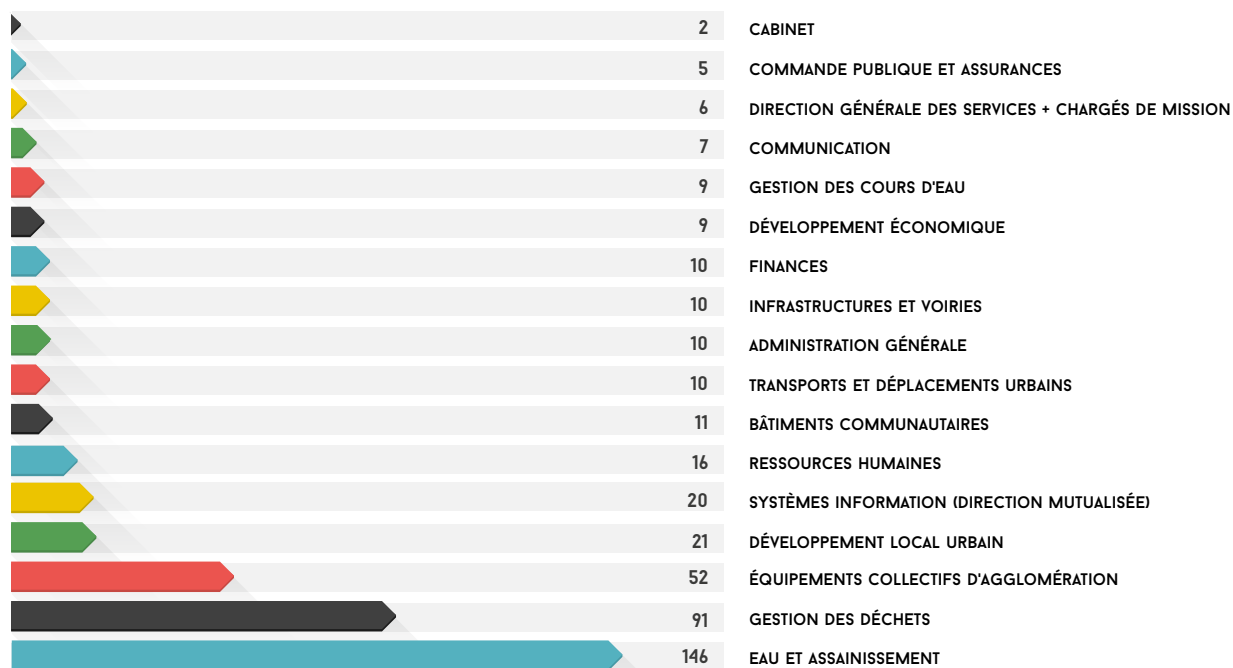 2 CABINET
5 COMMANDE PUBLIQUE ET ASSURANCES
6 DIRECTION GÉNÉRALE DES SERVICES + CHARGÉS DE MISSION
7 COMMUNICATION
9 GESTION DES COURS D'EAU
9 DÉVELOPPEMENT ÉCONOMIQUE
10 FINANCES
10 INFRASTRUCTURES ET VOIRIES
10 ADMINISTRATION GÉNÉRALE
10 TRANSPORTS ET DÉPLACEMENTS URBAINS
11 BÂTIMENTS COMMUNAUTAIRES
16 RESSOURCES HUMAINES
20 SYSTÈMES INFORMATION (DIRECTION MUTUALISÉE)
21 DÉVELOPPEMENT LOCAL URBAIN
52 ÉQUIPEMENTS COLLECTIFS D'AGGLOMÉRATION
91 GESTION DES DÉCHETS
146 EAU ET ASSAINISSEMENT